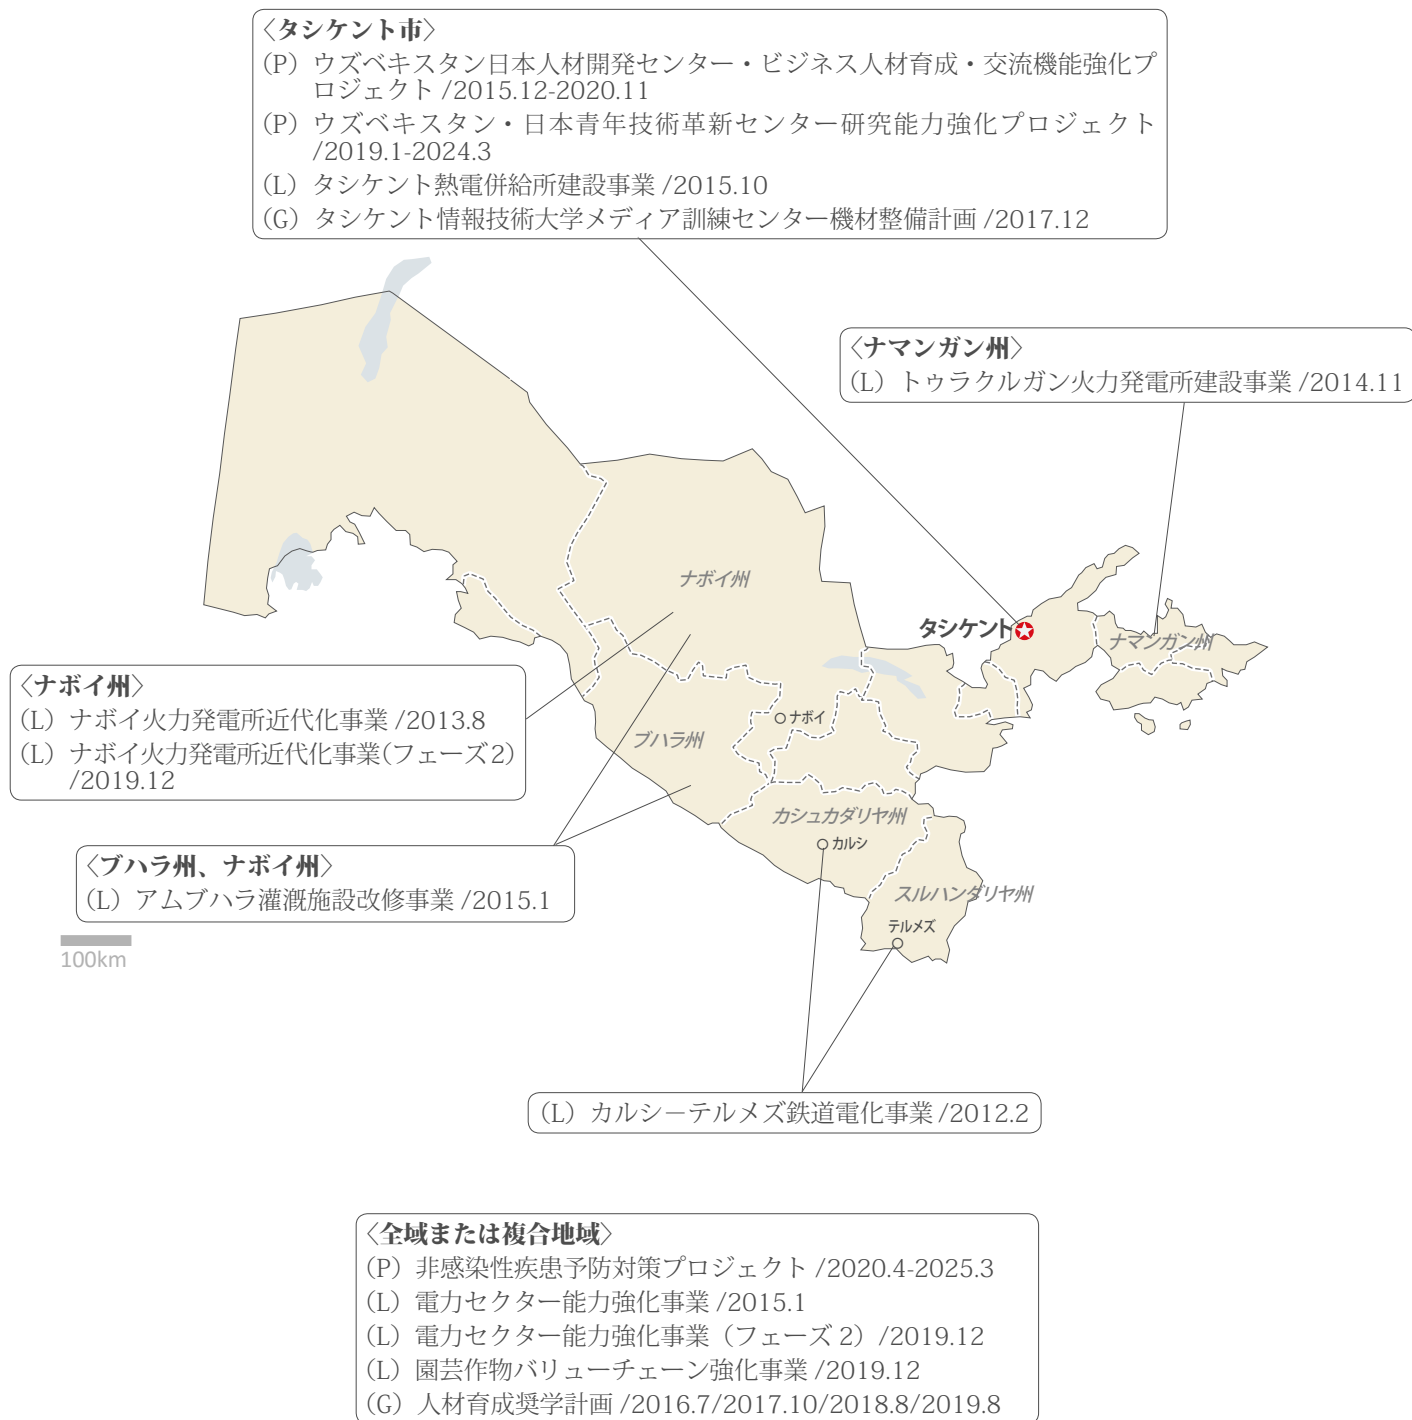 〈タシケント市〉
(P) ウズベキスタン日本人材開発センター・ビジネス人材育成・交流機能強化プ
ロジェクト /2015.12-2020.11
(P) ウズベキスタン・日本青年技術革新センター研究能力強化プロジェクト
/2019.1-2024.3
(L) タシケント熱電併給所建設事業 /2015.10
(G) タシケント情報技術大学メディア訓練センター機材整備計画 /2017.12
〈ナマンガン州〉
(L) トゥラクルガン火力発電所建設事業 /2014.11
ナボイ州
タシケント
ナマンガン州
〈ナボイ州〉
(L) ナボイ火力発電所近代化事業 /2013.8
(L) ナボイ火力発電所近代化事業(フェーズ2)
/2019.12
ナボイ
ブハラ州
カシュカダリヤ州
カルシ
〈ブハラ州、ナボイ州〉
(L) アムブハラ灌漑施設改修事業 /2015.1
スルハンダリヤ州
テルメズ
100km
(L) カルシ−テルメズ鉄道電化事業 /2012.2
〈全域または複合地域〉
(P) 非感染性疾患予防対策プロジェクト /2020.4-2025.3
(L) 電力セクター能力強化事業 /2015.1
(L) 電力セクター能力強化事業（フェーズ 2）/2019.12
(L) 園芸作物バリューチェーン強化事業 /2019.12
(G) 人材育成奨学計画 /2016.7/2017.10/2018.8/2019.8